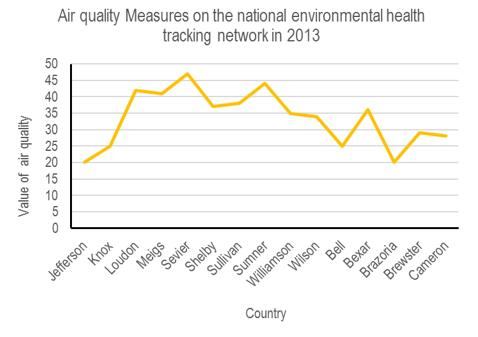 Air quality Measures on the national environmental health
tracking network in 2013
Value of air quality
50
45
40
35
30
25
20
15
10
5
0
Jefferson
Knox
Loudon
Meigs
Sevier
Shelby
Sullivan
Sumner
Williamson
Wilson
Bell
Bexar
Brazoria
Brewster
Cameron
Country